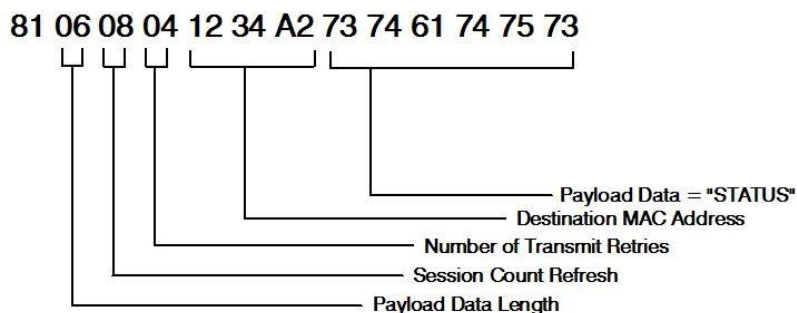 81 06 08 04 12 34 A2 73 74 61 74 75 73
Payload Data = "STATUS"
Destination MAC Address
Number of Transmit Retries
Session Count Refresh
Payload Data Length